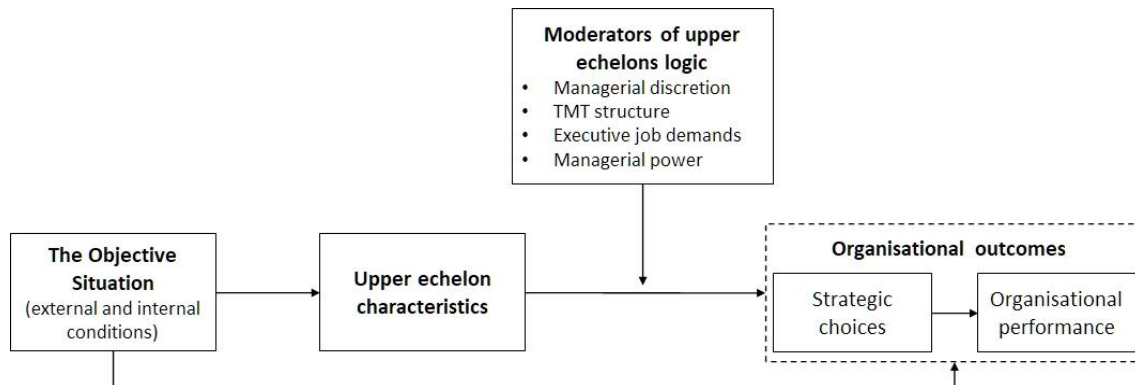 Moderators of upper
echelons logic
• Managerial discretion
• TMT structure
• Executive job demands
• Managerial power
The Objective
Situation
(external and internal
conditions)
Upper echelon
characteristics
Organisational outcomes
Strategic
choices
Organisational
performance